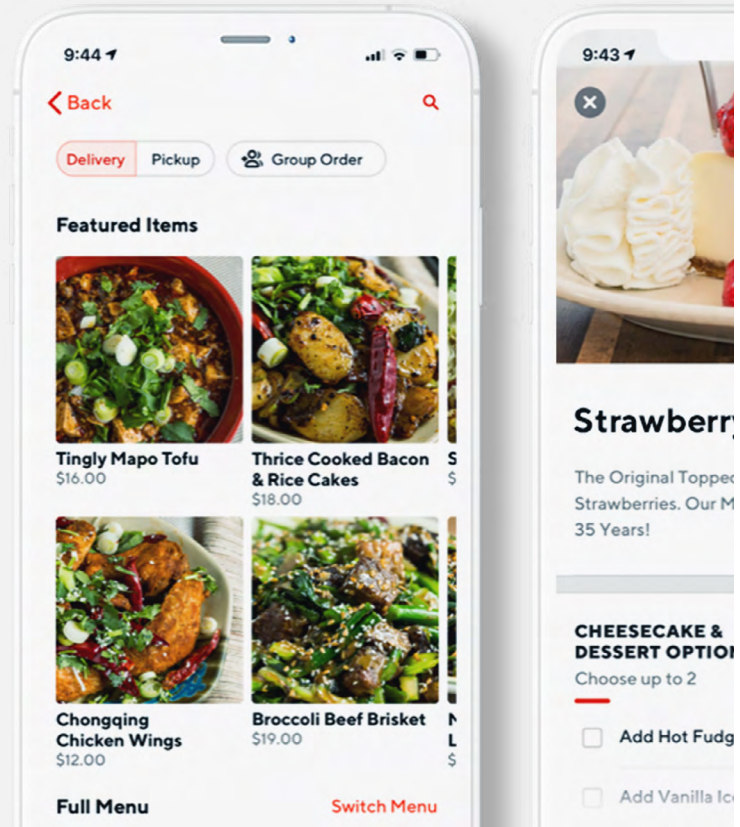 9:44
Back
Delivery
Pickup
Group Order
Featured Items
Tingly Mapo Tofu
$16.00
Thrice Cooked Bacon
& Rice Cakes
$18.00
S
$
Chongqing
Chicken Wings
$12.00
Broccoli Beef Brisket
$19.00
N
L
$
Full Menu
Switch Menu
9:43
Strawberry
The Original Topped
Strawberries. Our M
35 Years!
CHEESECAKE &
DESSERT OPTION
Choose up to 2
Add Hot Fudg
Add Vanilla Ice